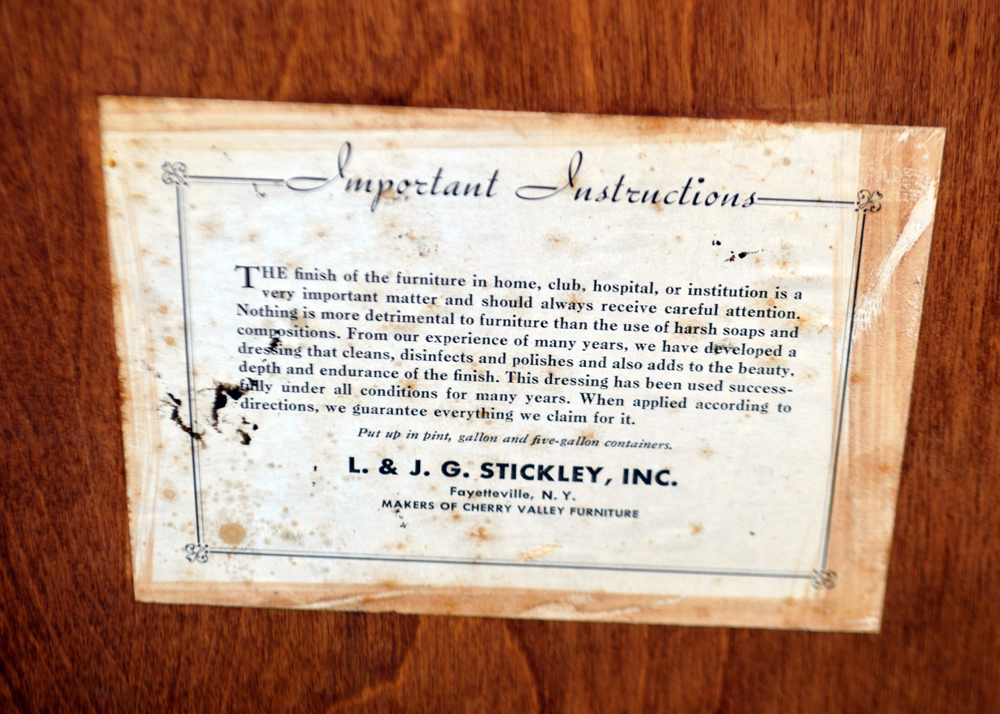 Important Instructions
THE finish of the furniture in home, club, hospital, or institution is a
very important matter and should always receive careful attention.
Nothing is more detrimental to furniture than the use of harsh soaps and
compositions. From our experience of many years, we have developed a
dressing that cleans, disinfects and polishes and also adds to the beauty,
depth and endurance of the finish. This dressing has been used success-
fully under all conditions for many years. When applied according to
directions, we guarantee everything we claim for it.
Put up in pint, gallon and five-gallon containers.
L. & J. G. STICKLEY, INC.
Fayetteville, N. Y.
MAKERS OF CHERRY VALLEY FURNITURE